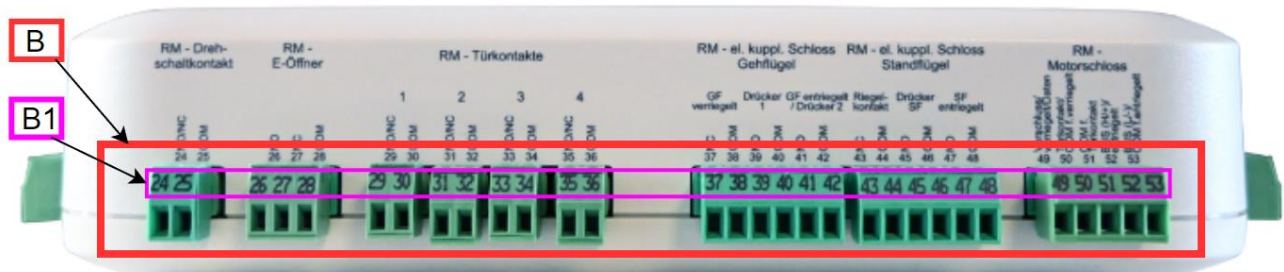 B
B1
RM - Dreh-
schaltkontakt
RM -
E-Öffner
RM - Türkontakte
1 2 3 4
RM - el. kuppl. Schloss
Gehflügel
RM - el. kuppl. Schloss
Standflügel
RM -
Motorschloss
GF
verriegelt
Drücker
1
GF entriegelt
/ Drücker 2
Riegel-
kontakt
Drücker
SF
SF
entriegelt
24 25 26 27 28 29 30 31 32 33 34 35 36 37 38 39 40 41 42 43 44 45 46 47 48 49 50 51 52 53
24 25 26 27 28 29 30 31 32 33 34 35 36 37 38 39 40 41 42 43 44 45 46 47 48 49 50 51 52 53